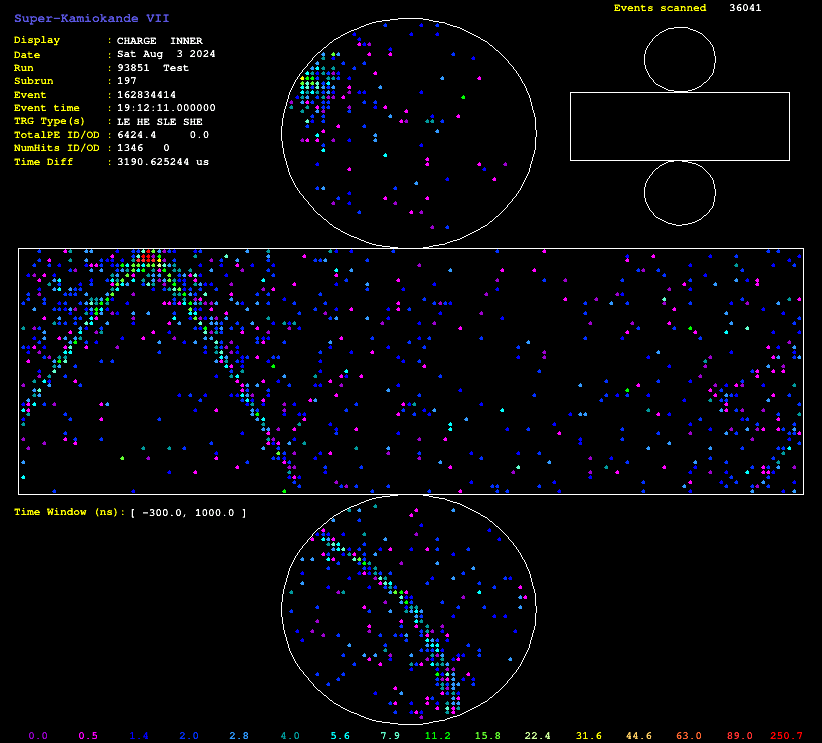 Super-Kamiokande VII
Events scanned 36041
Display : CHARGE INNER
Date : Sat Aug 3 2024
Run : 93851 Test
Subrun : 197
Event : 162834414
Event time : 19:12:11.000000
TRG Type(s) : LE HE SLE SHE
TotalPE ID/OD : 6424.4 0.0
NumHits ID/OD : 1346 0
Time Diff : 3190.625244 us
Time Window (ns): [ -300.0, 1000.0 ]
0.0 0.5 1.4 2.0 2.8 4.0 5.6 7.9 11.2 15.8 22.4 31.6 44.6 63.0 89.0 250.7